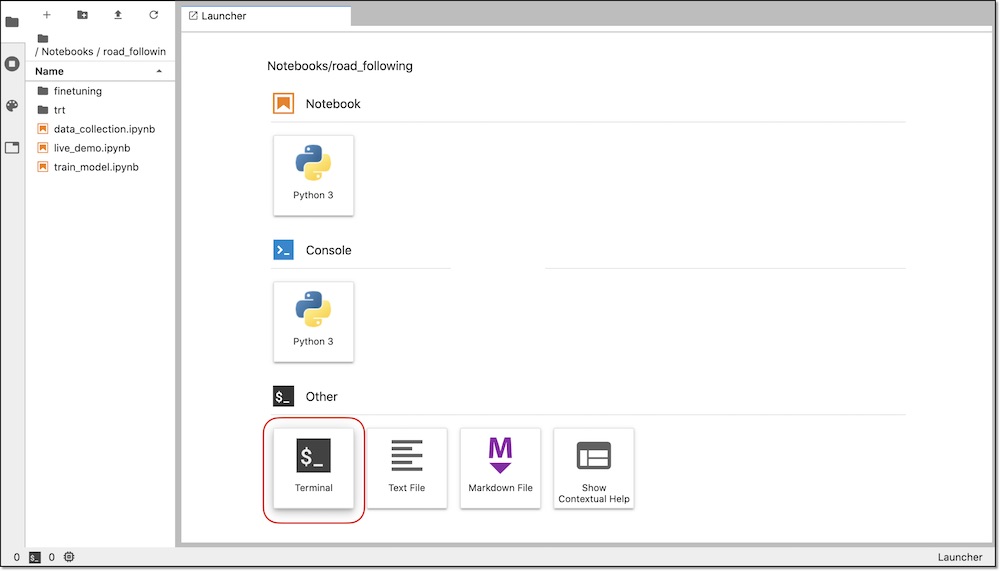 Launcher
/ Notebooks / road_followin
Name
finetuning
trt
data_collection.ipynb
live_demo.ipynb
train_model.ipynb
Notebooks/road_following
Notebook
Python 3
>_ Console
Python 3
$_ Other
$_
Terminal
Text File
M
Markdown File
Show
Contextual Help
0 $_ 0
Launcher